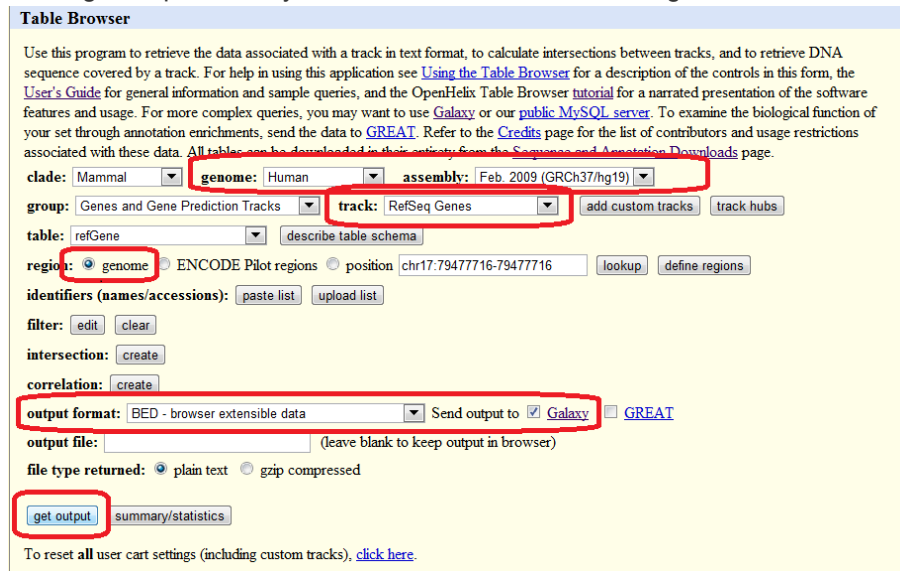 Table Browser
Use this program to retrieve the data associated with a track in text format, to calculate intersections between tracks, and to retrieve DNA
sequence covered by a track. For help in using this application see Using the Table Browser for a description of the controls in this form, the
User's Guide for general information and sample queries, and the OpenHelix Table Browser tutorial for a narrated presentation of the software
features and usage. For more complex queries, you may want to use Galaxy or our public MySQL server. To examine the biological function of
your set through annotation enrichments, send the data to GREAT. Refer to the Credits page for the list of contributors and usage restrictions
associated with these data. All tables can be downloaded in their entirety from the Sequence and Annotation Downloads page.
clade: Mammal genome: Human assembly: Feb. 2009 (GRCh37/hg19)
group: Genes and Gene Prediction Tracks track: RefSeq Genes add custom tracks track hubs
table: refGene describe table schema
region: genome ENCODE Pilot regions position chr17:79477716-79477716 lookup define regions
identifiers (names/accessions): paste list upload list
filter: edit clear
intersection: create
correlation: create
output format: BED - browser extensible data Send output to Galaxy GREAT
output file: (leave blank to keep output in browser)
file type returned: plain text gzip compressed
get output summary/statistics
To reset all user cart settings (including custom tracks), click here.